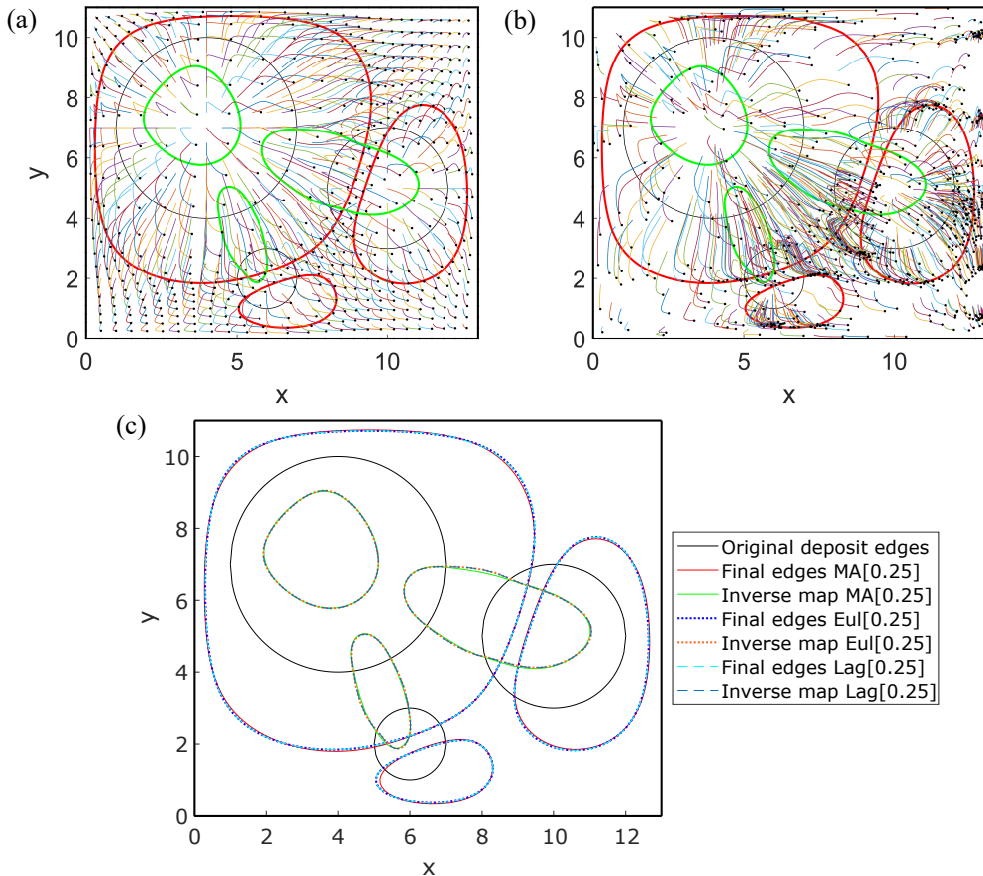 (a)
10
8
6
4
2
0
y
0
5
10
x
(b)
10
8
6
4
2
0
y
0
5
10
x
(c)
10
8
6
4
2
0
y
0
2
4
6
8
10
12
x
Original deposit edges
Final edges MA[0.25]
Inverse map MA[0.25]
Final edges Eul[0.25]
Inverse map Eul[0.25]
Final edges Lag[0.25]
Inverse map Lag[0.25]